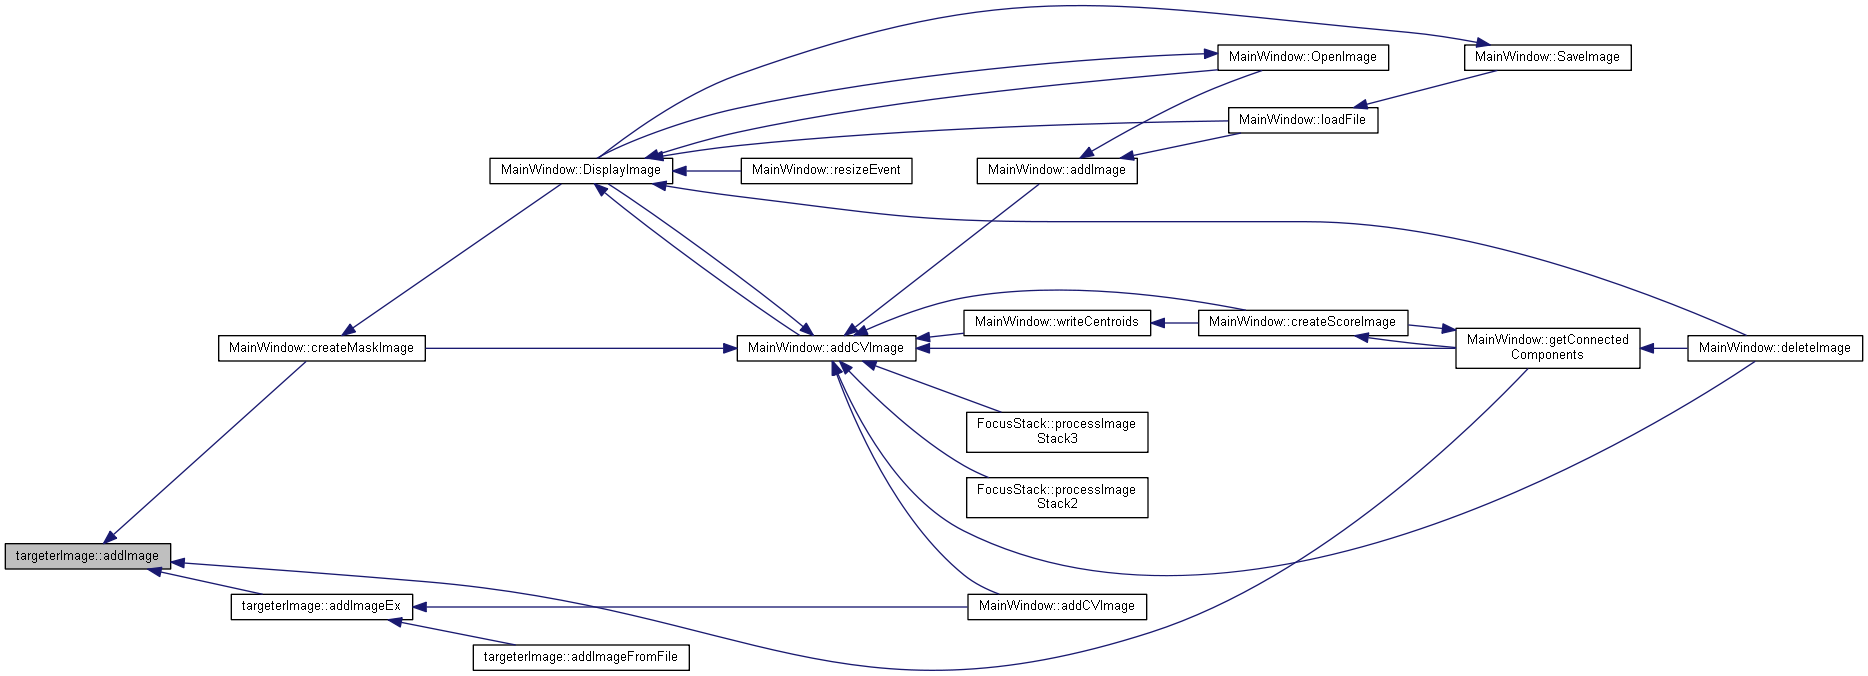 MainWindow::OpenImage
MainWindow::SaveImage
MainWindow::loadFile
MainWindow::DisplayImage
MainWindow::resizeEvent
MainWindow::addImage
MainWindow::writeCentroids
MainWindow::createScoreImage
MainWindow::getConnected
Components
MainWindow::createMaskImage
MainWindow::addCVImage
MainWindow::deleteImage
FocusStack::processImage
Stack3
FocusStack::processImage
Stack2
targeterImage::addImage
targeterImage::addImageEx
MainWindow::addCVImage
targeterImage::addImageFromFile